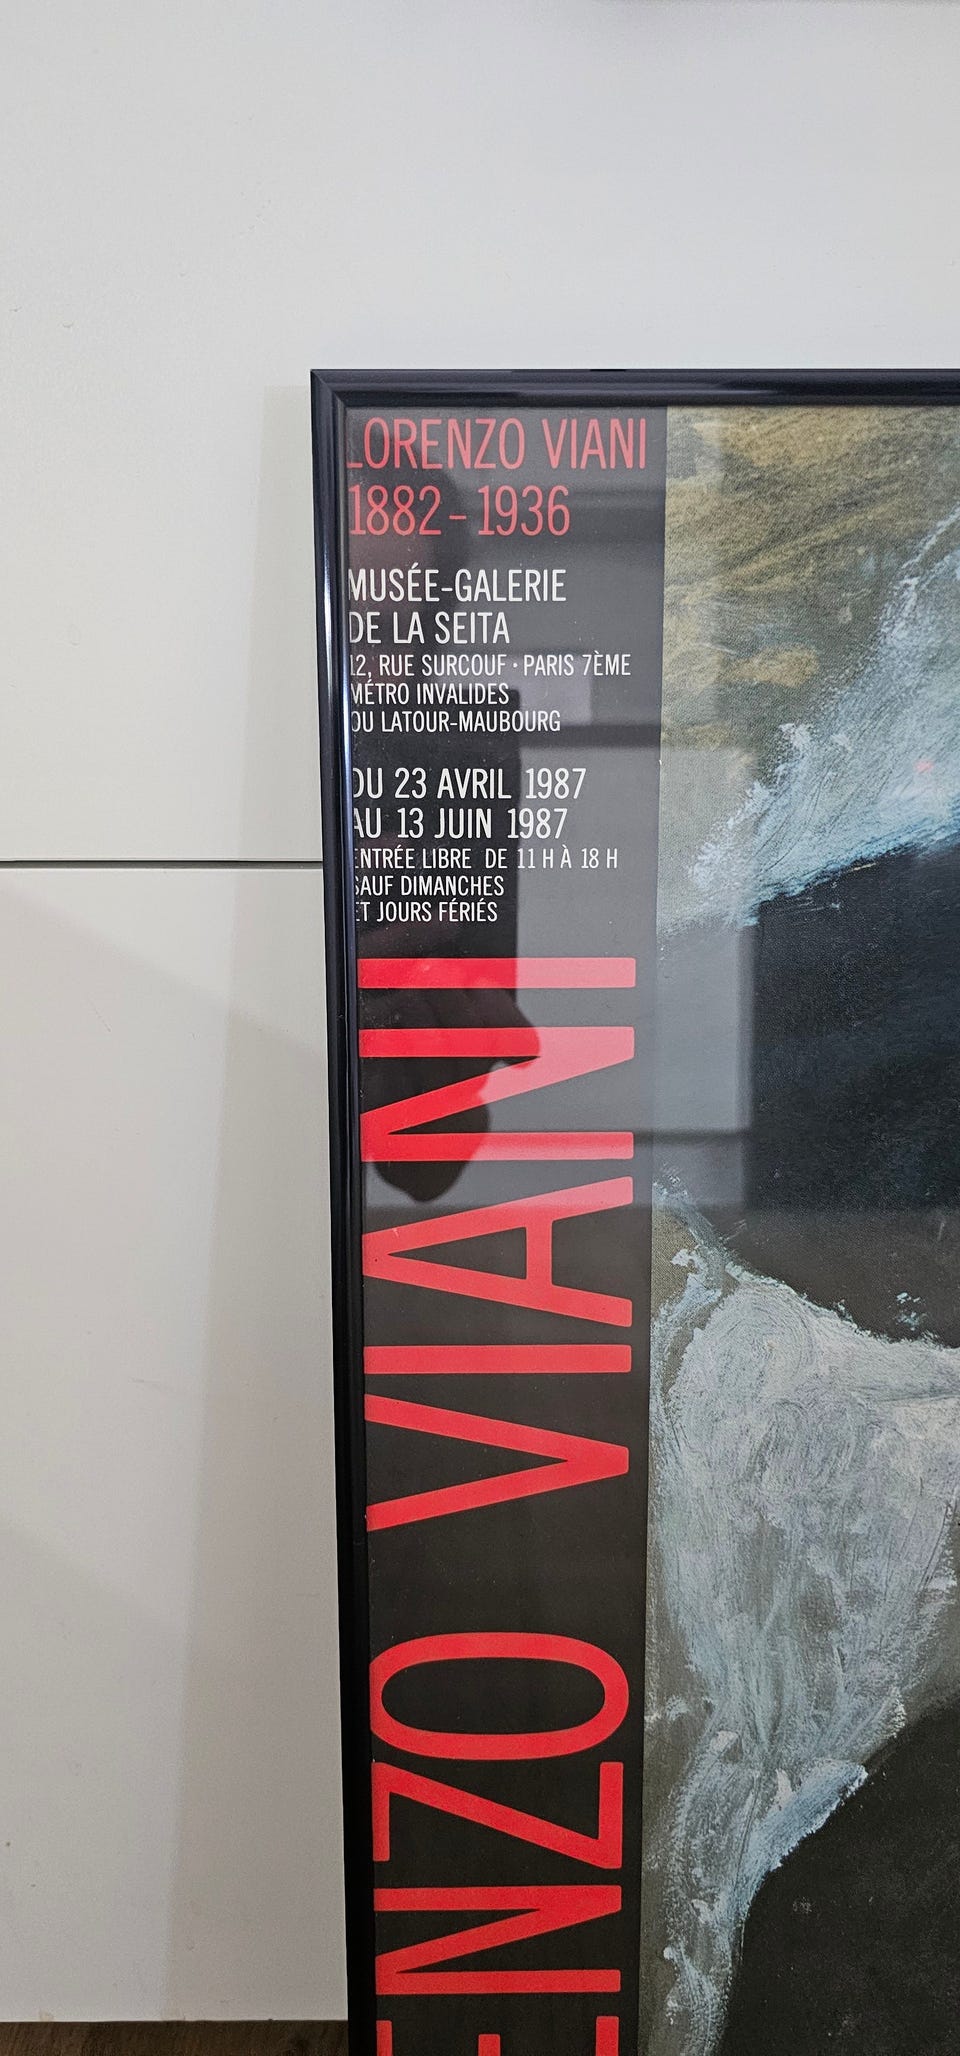 LORENZO VIANI
1882-1936
MUSÉE-GALERIE
DE LA SEITA
12, RUE SURCOUF · PARIS 7ÈME
MÉTRO INVALIDES
OU LATOUR-MAUBOURG
DU 23 AVRIL 1987
AU 13 JUIN 1987
ENTRÉE LIBRE DE 11 H À 18 H
SAUF DIMANCHES
ET JOURS FÉRIÉS
ENZO VIANI